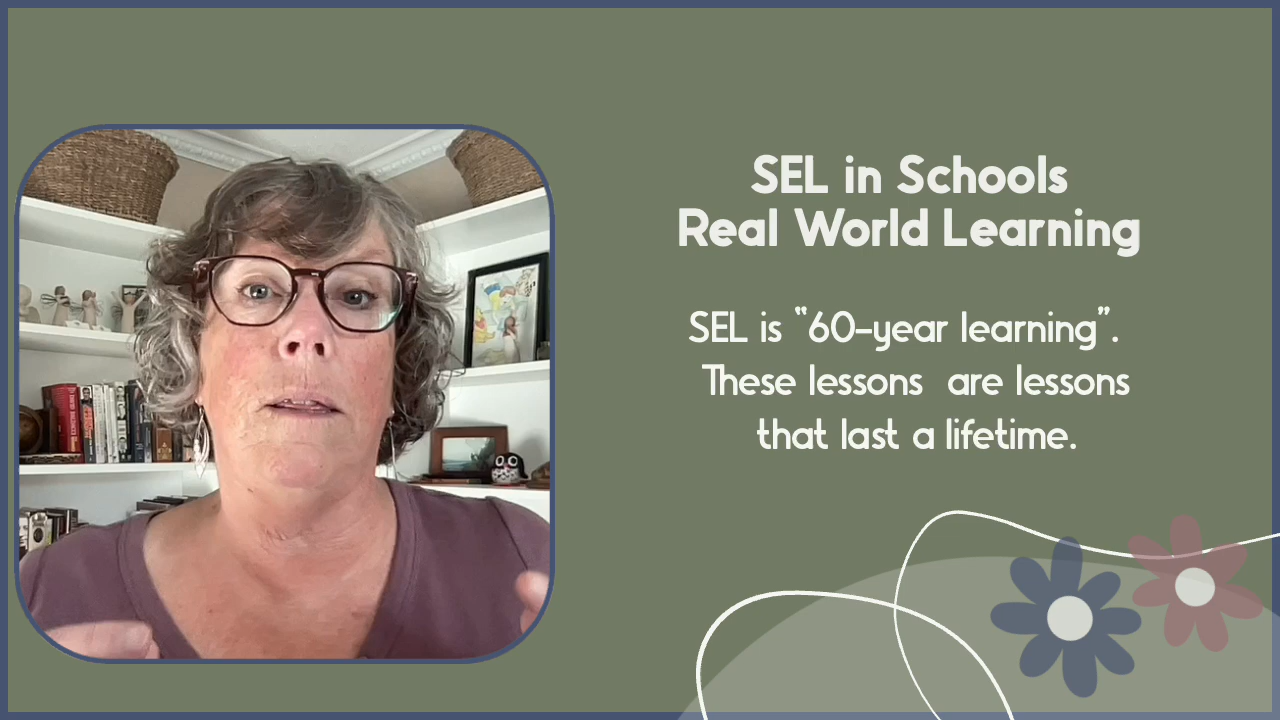 SEL in Schools
Real World Learning
SEL is “60-year learning”.
These lessons are lessons
that last a lifetime.